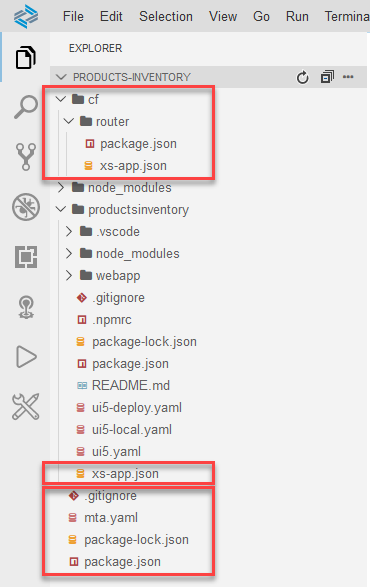 File Edit Selection View Go Run Termina
EXPLORER
PRODUCTS-INVENTORY
cf
router
package.json
xs-app.json
node_modules
productsinventory
.vscode
node_modules
webapp
.gitignore
.npmrc
package-lock.json
package.json
README.md
ui5-deploy.yaml
ui5-local.yaml
ui5.yaml
xs-app.json
.gitignore
mta.yaml
package-lock.json
package.json